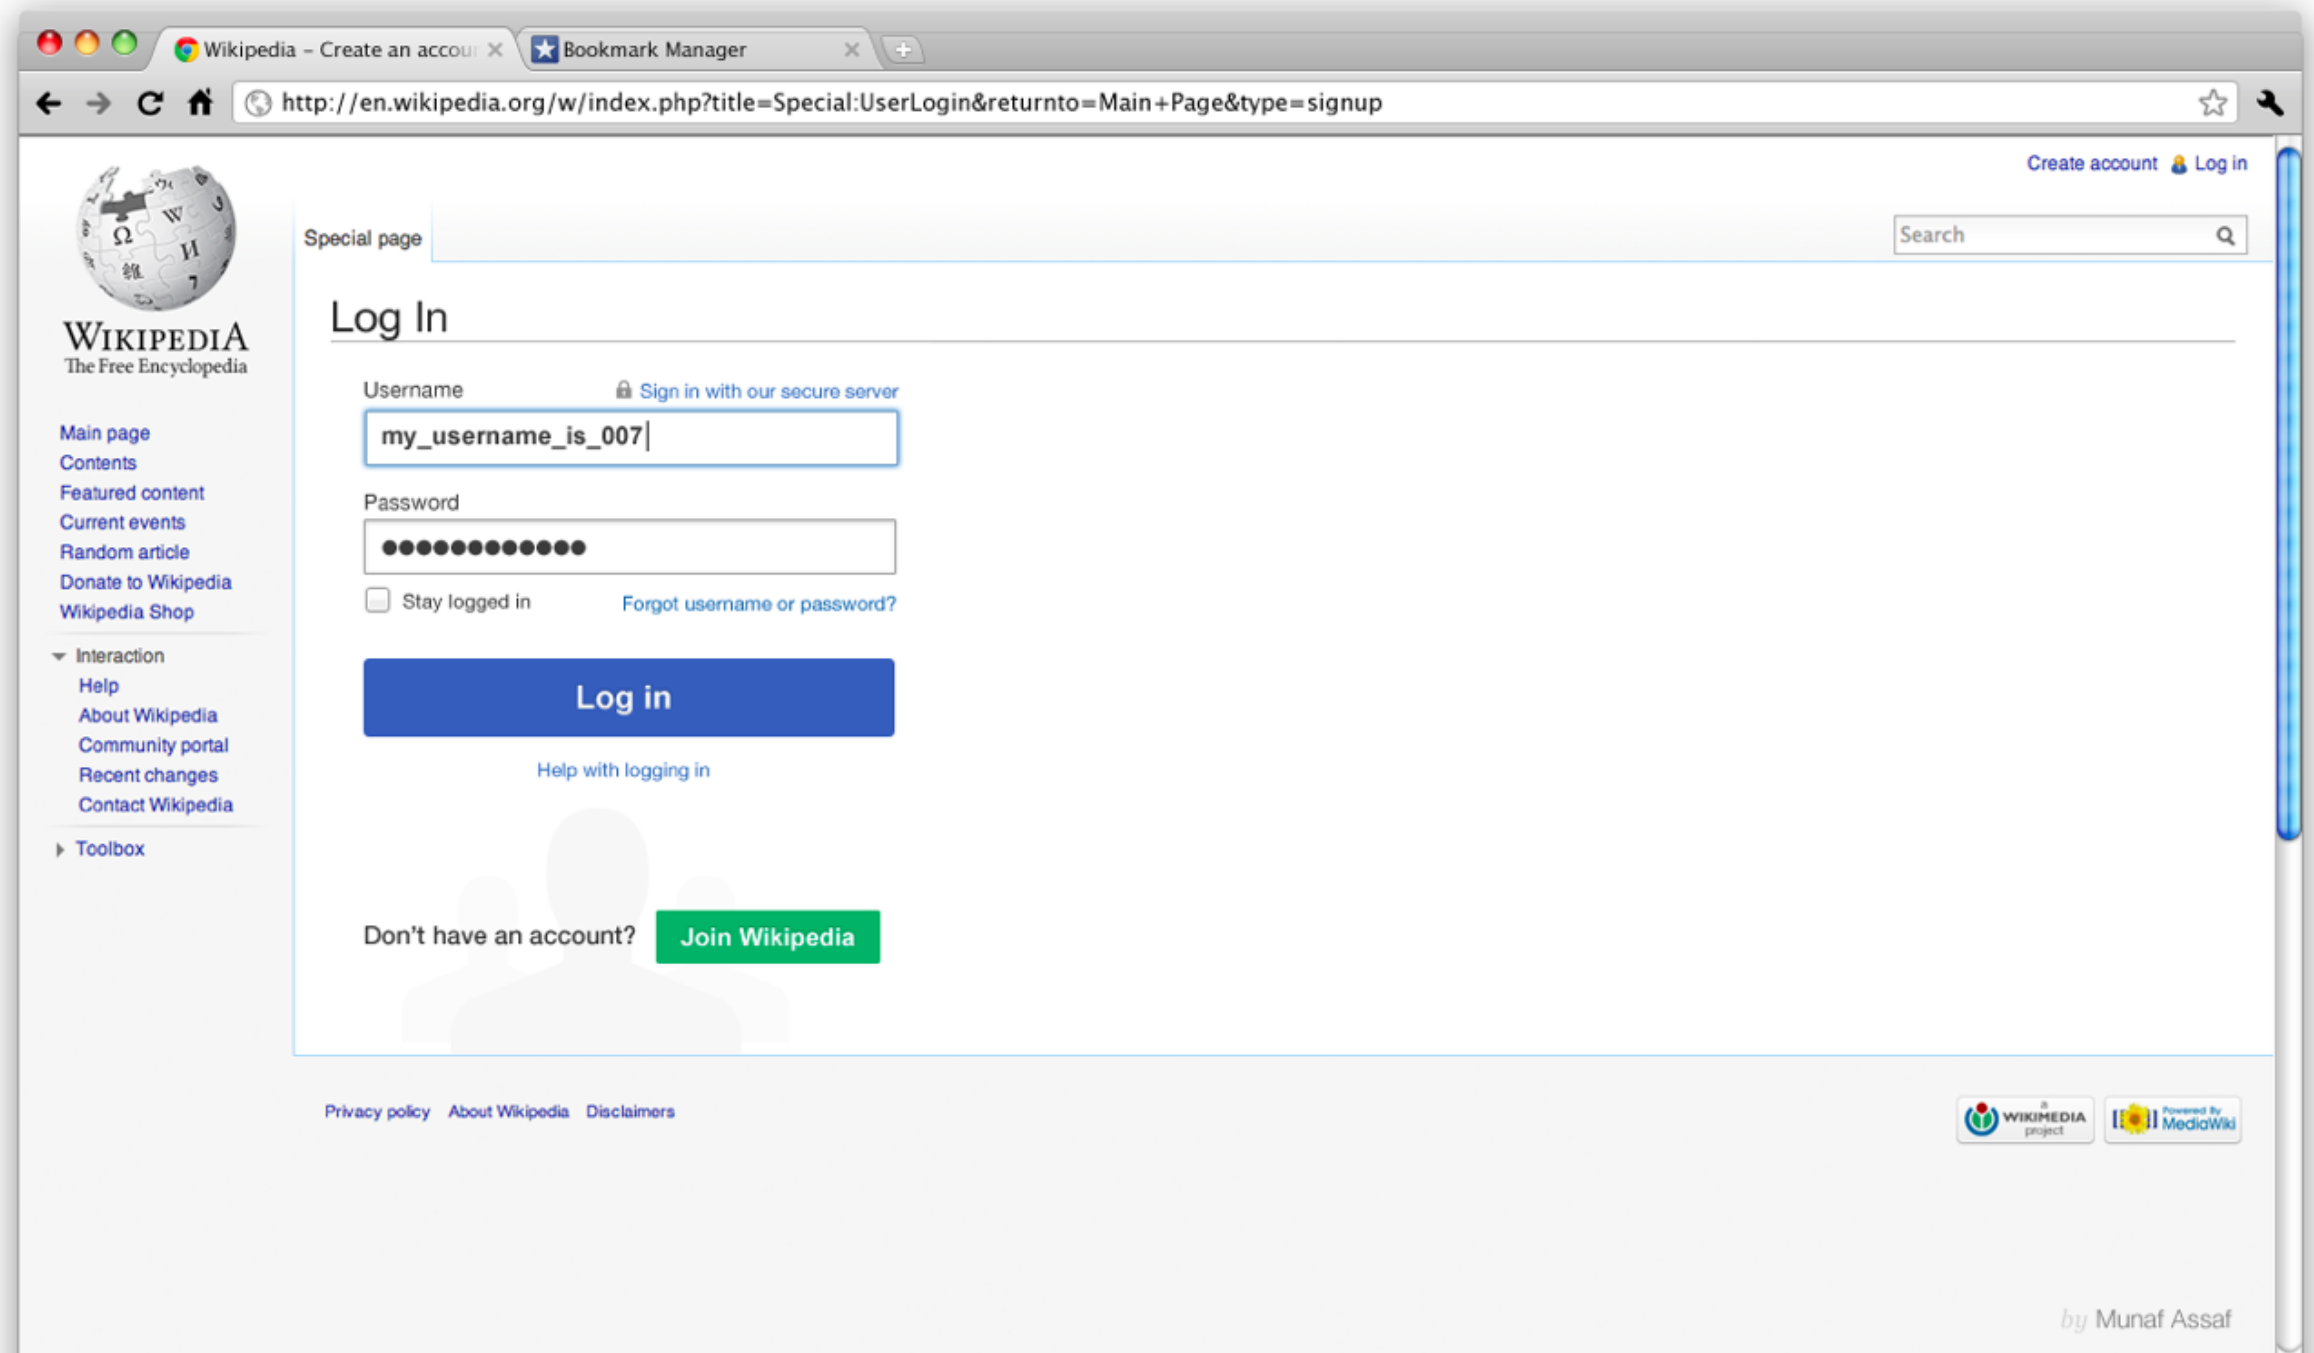 Wikipedia – Create an accou
Bookmark Manager
http://en.wikipedia.org/w/index.php?title=Special:UserLogin&returnto=Main+Page&type=signup
Create account Log in
Special page
Search
WIKIPEDIA
The Free Encyclopedia
Main page
Contents
Featured content
Current events
Random article
Donate to Wikipedia
Wikipedia Shop
Interaction
Help
About Wikipedia
Community portal
Recent changes
Contact Wikipedia
Toolbox
Log In
Username Sign in with our secure server
my_username_is_007
Password
●●●●●●●●●●●●
Stay logged in Forgot username or password?
Log in
Help with logging in
Don't have an account? Join Wikipedia
Privacy policy About Wikipedia Disclaimers
a
WIKIMEDIA
project
Powered By
MediaWiki
by Munaf Assaf